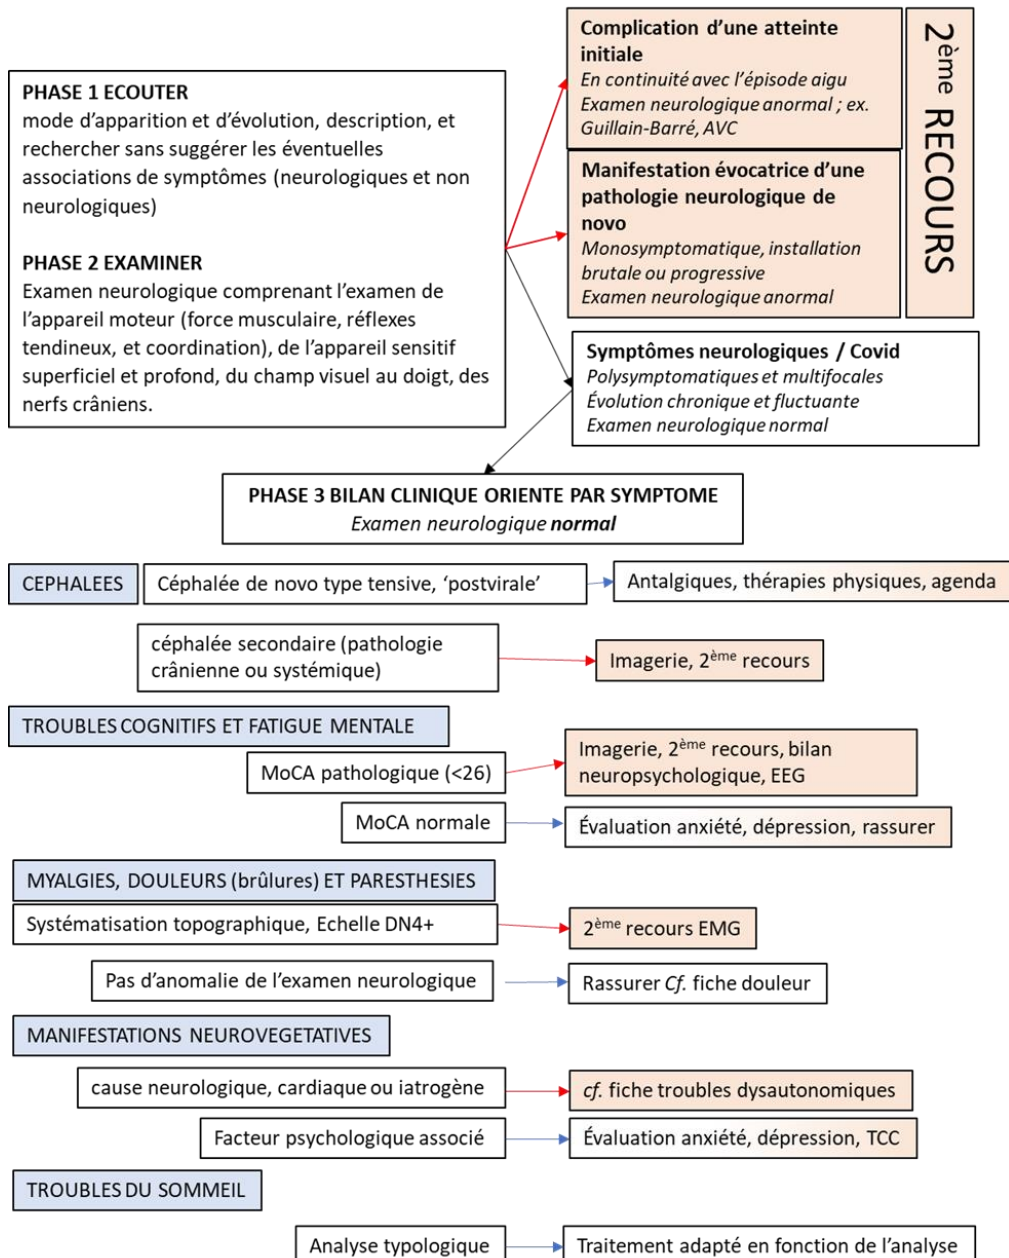 PHASE 1 ECOUTER
mode d’apparition et d’évolution, description, et
rechercher sans suggérer les éventuelles
associations de symptômes (neurologiques et non
neurologiques)
PHASE 2 EXAMINER
Examen neurologique comprenant l’examen de
l’appareil moteur (force musculaire, réflexes
tendineux, et coordination), de l’appareil sensitif
superficiel et profond, du champ visuel au doigt, des
nerfs crâniens.
Complication d’une atteinte
initiale
En continuité avec l’épisode aigu
Examen neurologique anormal ; ex.
Guillain-Barré, AVC
Manifestation évocatrice d’une
pathologie neurologique de
novo
Monosymptomatique, installation
brutale ou progressive
Examen neurologique anormal
2ème RECOURS
Symptômes neurologiques / Covid
Polysymptomatiques et multifocales
Évolution chronique et fluctuante
Examen neurologique normal
PHASE 3 BILAN CLINIQUE ORIENTE PAR SYMPTOME
Examen neurologique normal
CEPHALEES
Céphalée de novo type tensive, ‘postvirale’
Antalgiques, thérapies physiques, agenda
céphalée secondaire (pathologie
crânienne ou systémique)
Imagerie, 2ème recours
TROUBLES COGNITIFS ET FATIGUE MENTALE
MoCA pathologique (<26)
Imagerie, 2ème recours, bilan
neuropsychologique, EEG
MoCA normale
Évaluation anxiété, dépression, rassurer
MYALGIES, DOULEURS (brûlures) ET PARESTHESIES
Systématisation topographique, Echelle DN4+
2ème recours EMG
Pas d’anomalie de l’examen neurologique
Rassurer Cf. fiche douleur
MANIFESTATIONS NEUROVEGETATIVES
cause neurologique, cardiaque ou iatrogène
cf. fiche troubles dysautonomiques
Facteur psychologique associé
Évaluation anxiété, dépression, TCC
TROUBLES DU SOMMEIL
Analyse typologique
Traitement adapté en fonction de l’analyse